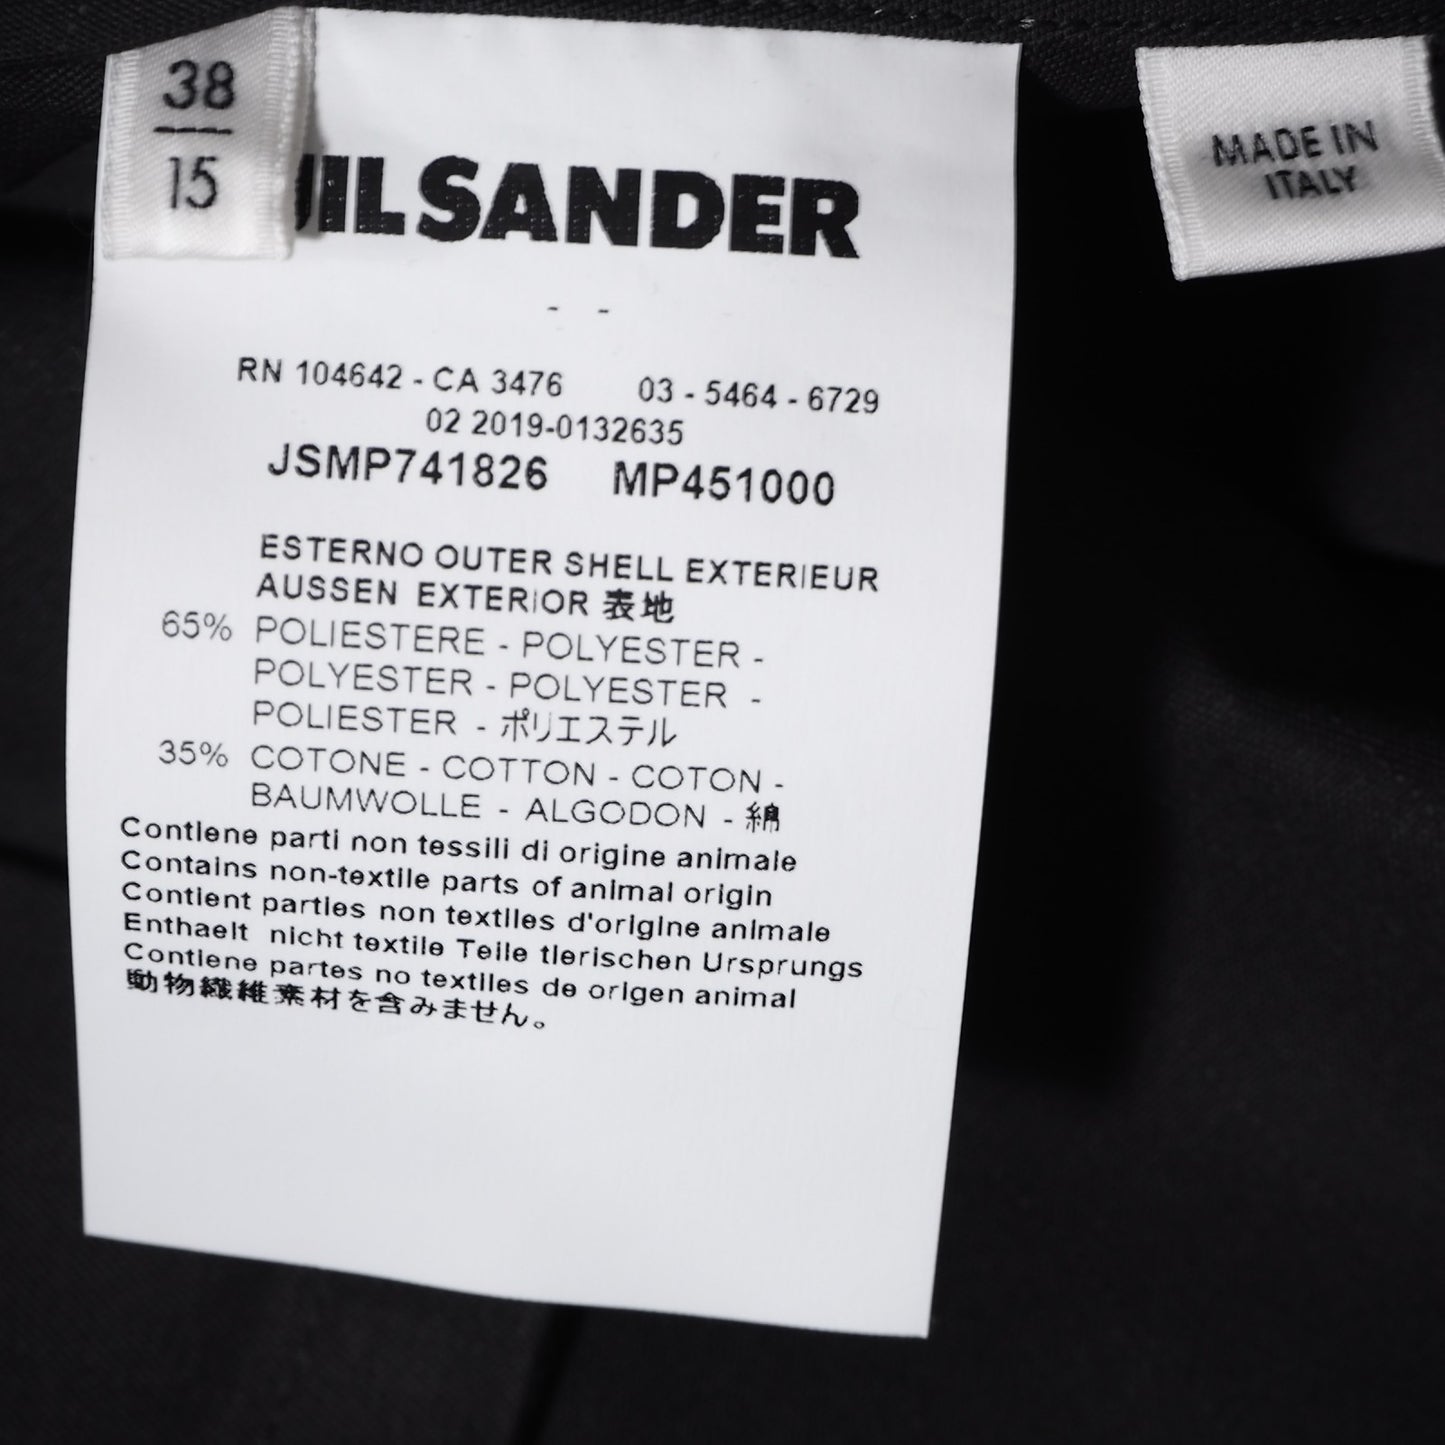 38
15
JILSANDER
- -
RN 104642 - CA 3476 03 - 5464 - 6729
02 2019-0132635
JSMP741826 MP451000
ESTERNO OUTER SHELL EXTERIEUR
AUSSEN EXTERIOR 表地
65% POLIESTERE - POLYESTER -
POLYESTER - POLYESTER -
POLIESTER - ポリエステル
35% COTONE - COTTON - COTON -
BAUMWOLLE - ALGODON - 綿
Contiene parti non tessili di origine animale
Contains non-textile parts of animal origin
Contient parties non textiles d'origine animale
Enthaelt nicht textile Teile tierischen Ursprungs
Contiene partes no textiles de origen animal
動物繊維素材を含みません。
MADE IN
ITALY